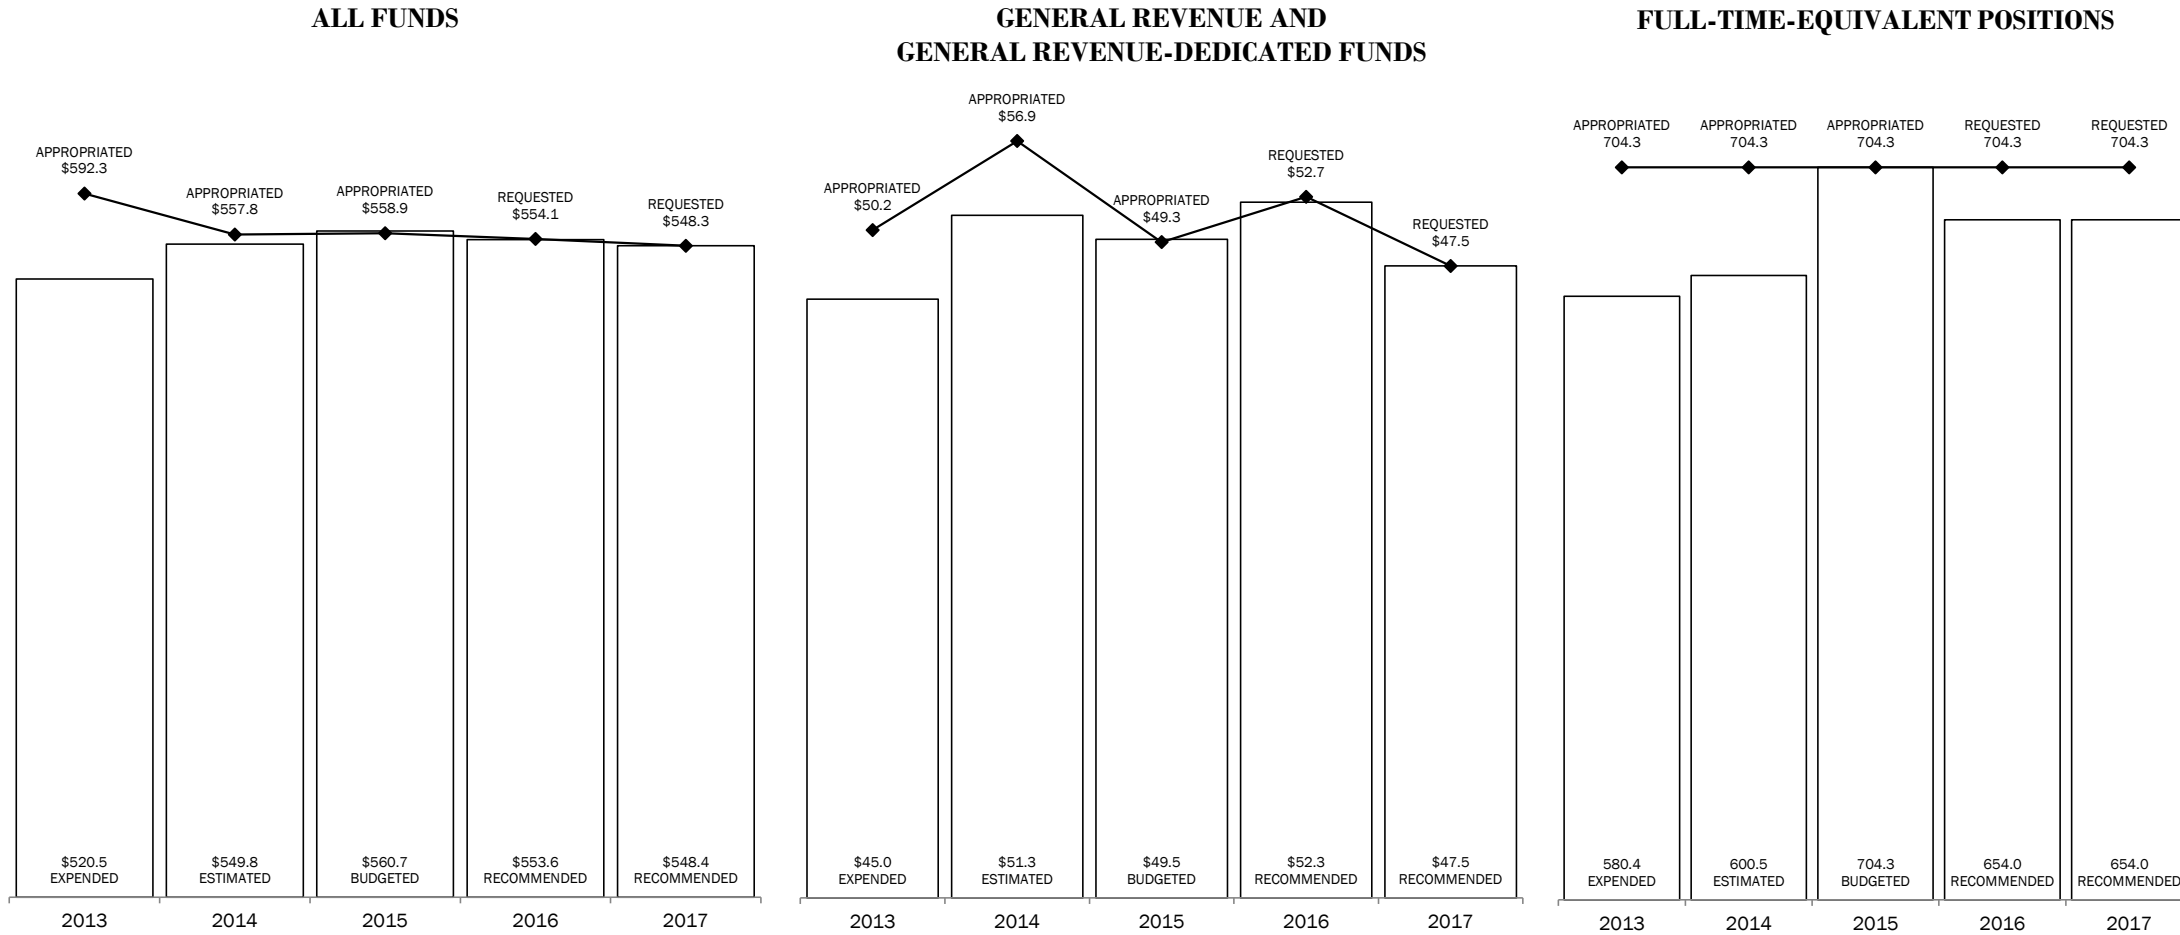 ALL FUNDS
APPROPRIATED
$592.3
APPROPRIATED
$557.8
APPROPRIATED
$558.9
REQUESTED
$554.1
REQUESTED
$548.3
$520.5
EXPENDED
$549.8
ESTIMATED
$560.7
BUDGETED
$553.6
RECOMMENDED
$548.4
RECOMMENDED
2013
2014
2015
2016
2017
GENERAL REVENUE AND
GENERAL REVENUE-DEDICATED FUNDS
APPROPRIATED
$50.2
APPROPRIATED
$56.9
APPROPRIATED
$49.3
REQUESTED
$52.7
REQUESTED
$47.5
$45.0
EXPENDED
$51.3
ESTIMATED
$49.5
BUDGETED
$52.3
RECOMMENDED
$47.5
RECOMMENDED
2013
2014
2015
2016
2017
FULL-TIME-EQUIVALENT POSITIONS
APPROPRIATED
704.3
APPROPRIATED
704.3
APPROPRIATED
704.3
REQUESTED
704.3
REQUESTED
704.3
580.4
EXPENDED
600.5
ESTIMATED
704.3
BUDGETED
654.0
RECOMMENDED
654.0
RECOMMENDED
2013
2014
2015
2016
2017